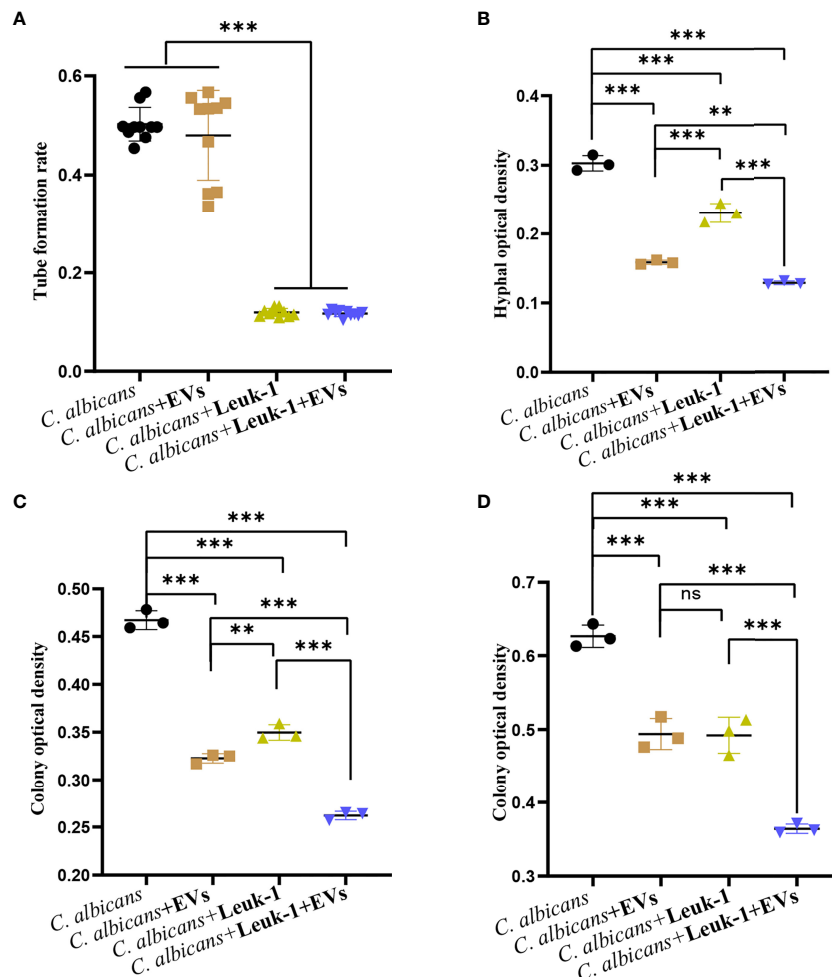 A
***
Tube formation rate
0.6
0.4
0.2
0.0
C. albicans
C. albicans+EVs
C. albicans+Leuk-1
C. albicans+Leuk-1+EVs
B
***
***
***
**
***
***
Hyphal optical density
0.4
0.3
0.2
0.1
0.0
C. albicans
C. albicans+EVs
C. albicans+Leuk-1
C. albicans+Leuk-1+EVs
C
***
***
***
***
**
***
Colony optical density
0.50
0.45
0.40
0.35
0.30
0.25
0.20
C. albicans
C. albicans+EVs
C. albicans+Leuk-1
C. albicans+Leuk-1+EVs
D
***
***
***
***
ns
***
Colony optical density
0.7
0.6
0.5
0.4
0.3
C. albicans
C. albicans+EVs
C. albicans+Leuk-1
C. albicans+Leuk-1+EVs